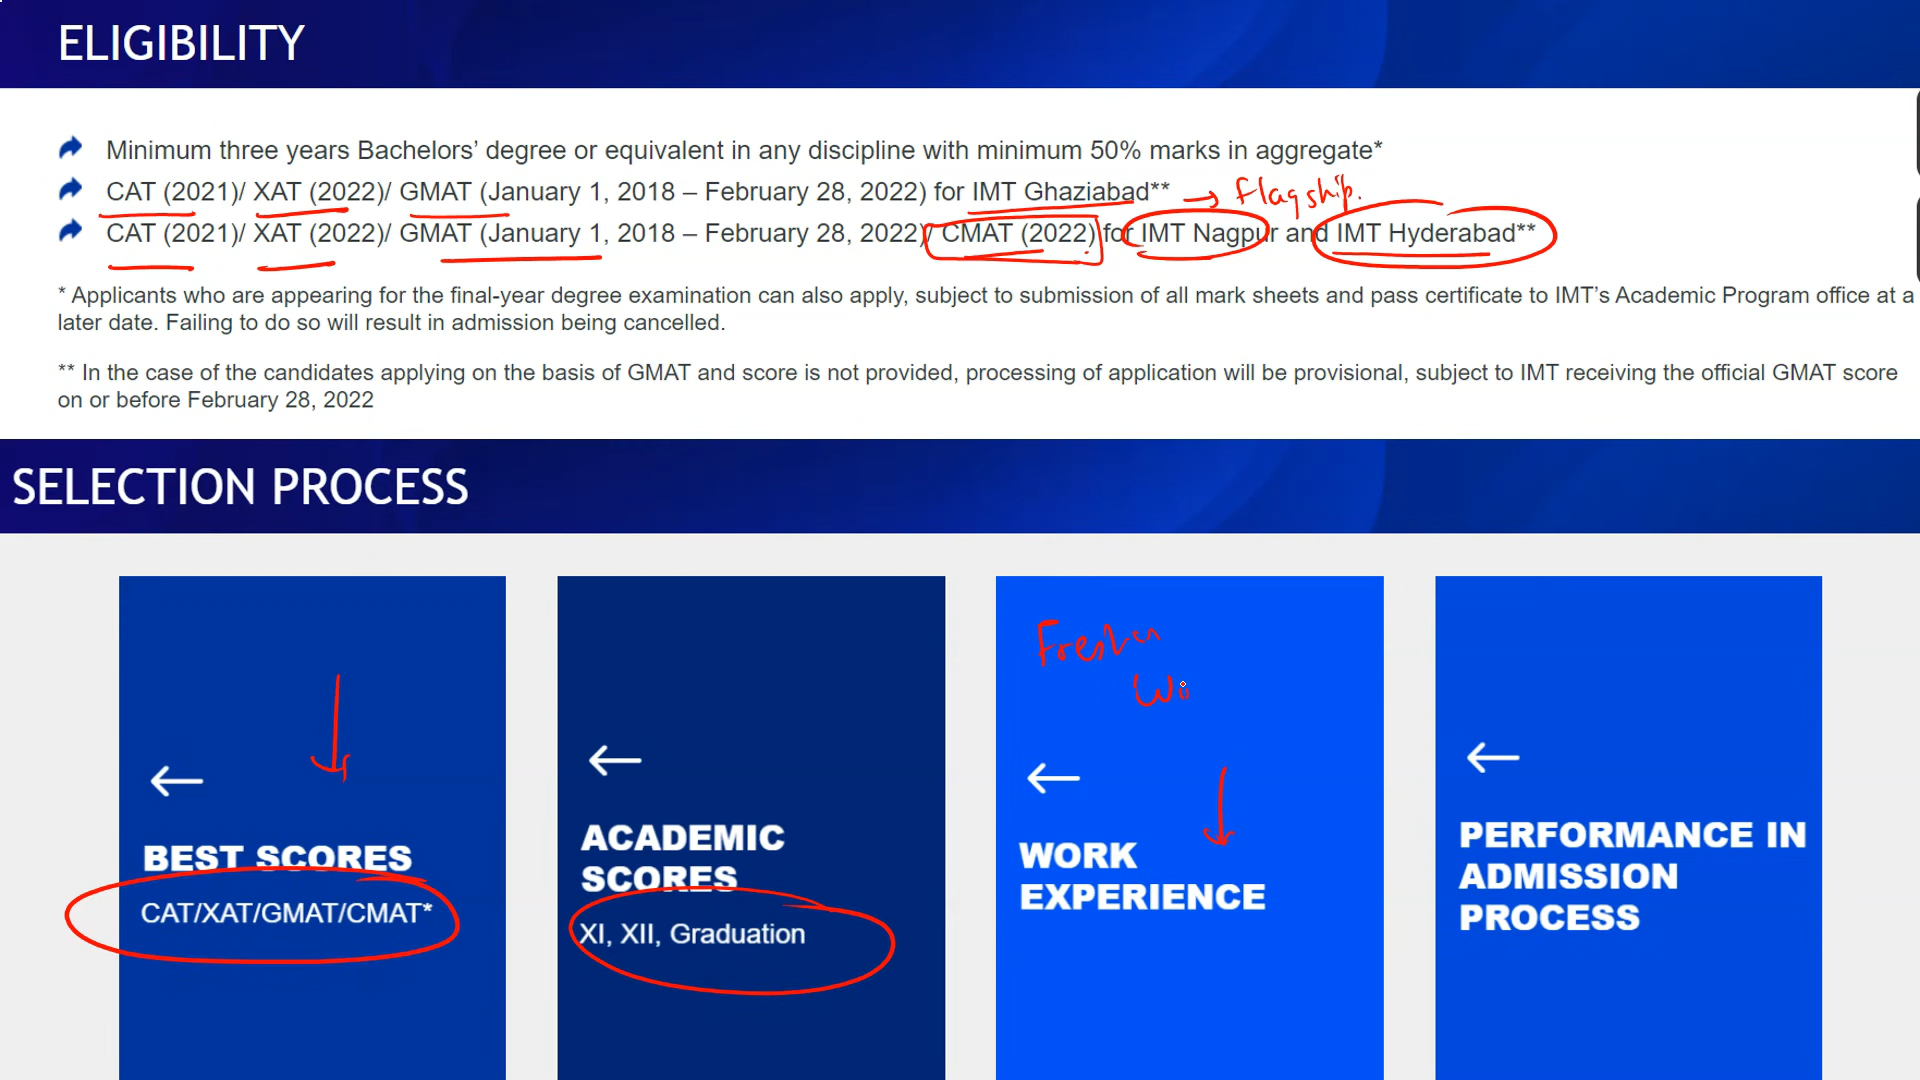 ELIGIBILITY
Minimum three years Bachelors' degree or equivalent in any discipline with minimum 50% marks in aggregate*
CAT (2021)/ XAT (2022)/ GMAT (January 1, 2018 – February 28, 2022) for IMT Ghaziabad** → flagship.
CAT (2021)/ XAT (2022)/ GMAT (January 1, 2018 – February 28, 2022)/ CMAT (2022) for IMT Nagpur and IMT Hyderabad**
* Applicants who are appearing for the final-year degree examination can also apply, subject to submission of all mark sheets and pass certificate to IMT's Academic Program office at a
later date. Failing to do so will result in admission being cancelled.
** In the case of the candidates applying on the basis of GMAT and score is not provided, processing of application will be provisional, subject to IMT receiving the official GMAT score
on or before February 28, 2022
SELECTION PROCESS
BEST SCORES
CAT/XAT/GMAT/CMAT*
ACADEMIC
SCORES
XI, XII, Graduation
WORK
EXPERIENCE
PERFORMANCE IN
ADMISSION
PROCESS